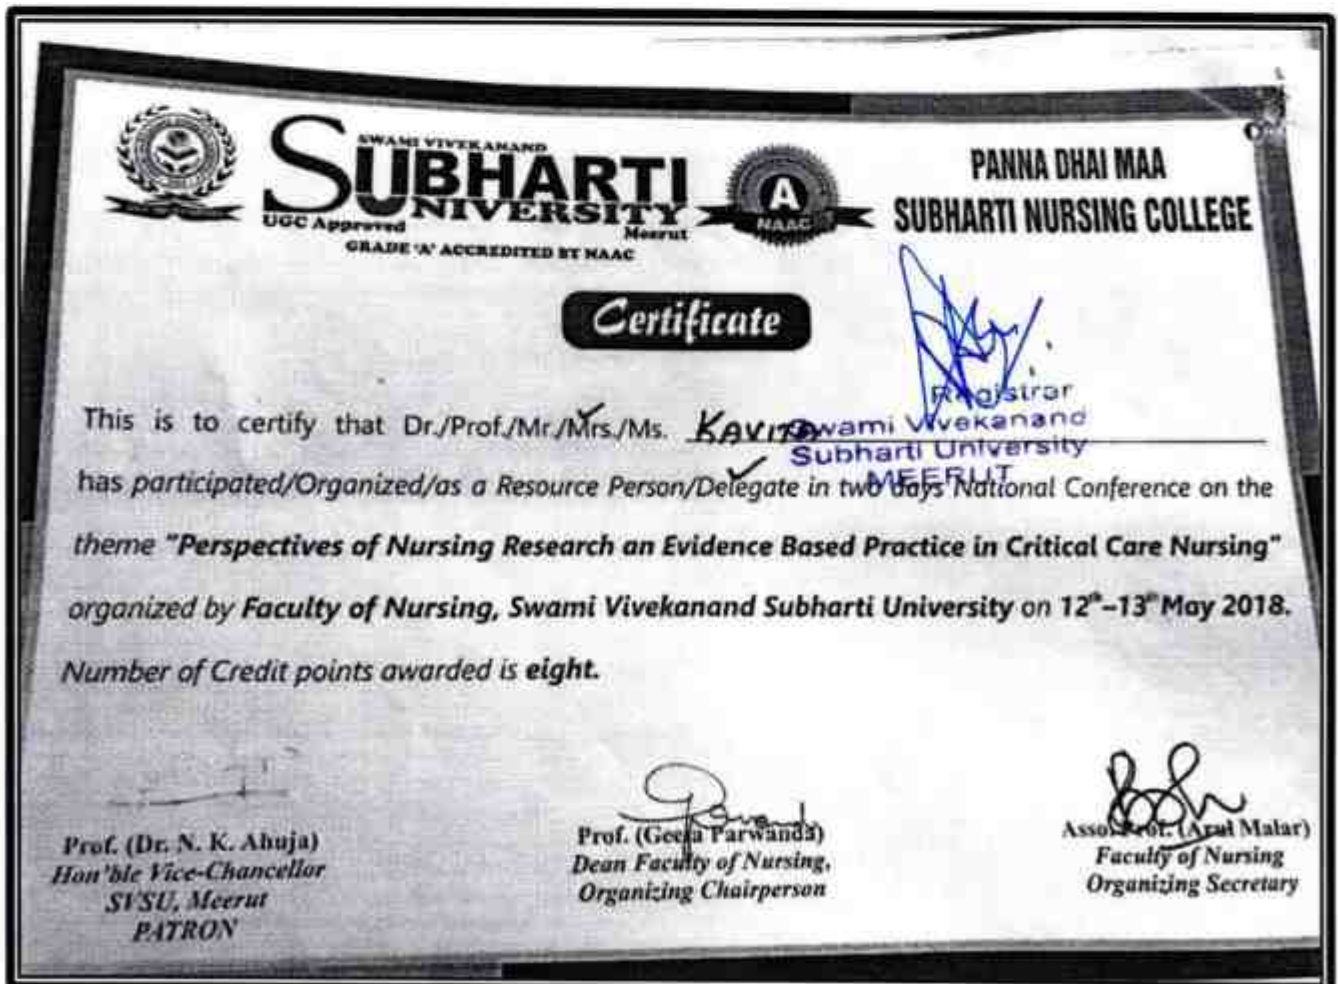 SWAMI VIVEKANAND
SUBHARTI
UNIVERSITY
UGC Approved
Meerut
GRADE 'A' ACCREDITED BY NAAC
A
NAAC
PANNA DHAI MAA
SUBHARTI NURSING COLLEGE
Certificate
Registrar
Swami Vivekanand
Subharti University
MEERUT
This is to certify that Dr./Prof./Mr./Mrs./Ms. KAVITA
has participated/Organized/as a Resource Person/Delegate in two days National Conference on the
theme "Perspectives of Nursing Research an Evidence Based Practice in Critical Care Nursing"
organized by Faculty of Nursing, Swami Vivekanand Subharti University on 12th–13th May 2018.
Number of Credit points awarded is eight.
Prof. (Dr. N. K. Ahuja)
Hon'ble Vice-Chancellor
SVSU, Meerut
PATRON
Prof. (Geeta Parwanda)
Dean Faculty of Nursing,
Organizing Chairperson
Asso. Prof. (Arul Malar)
Faculty of Nursing
Organizing Secretary